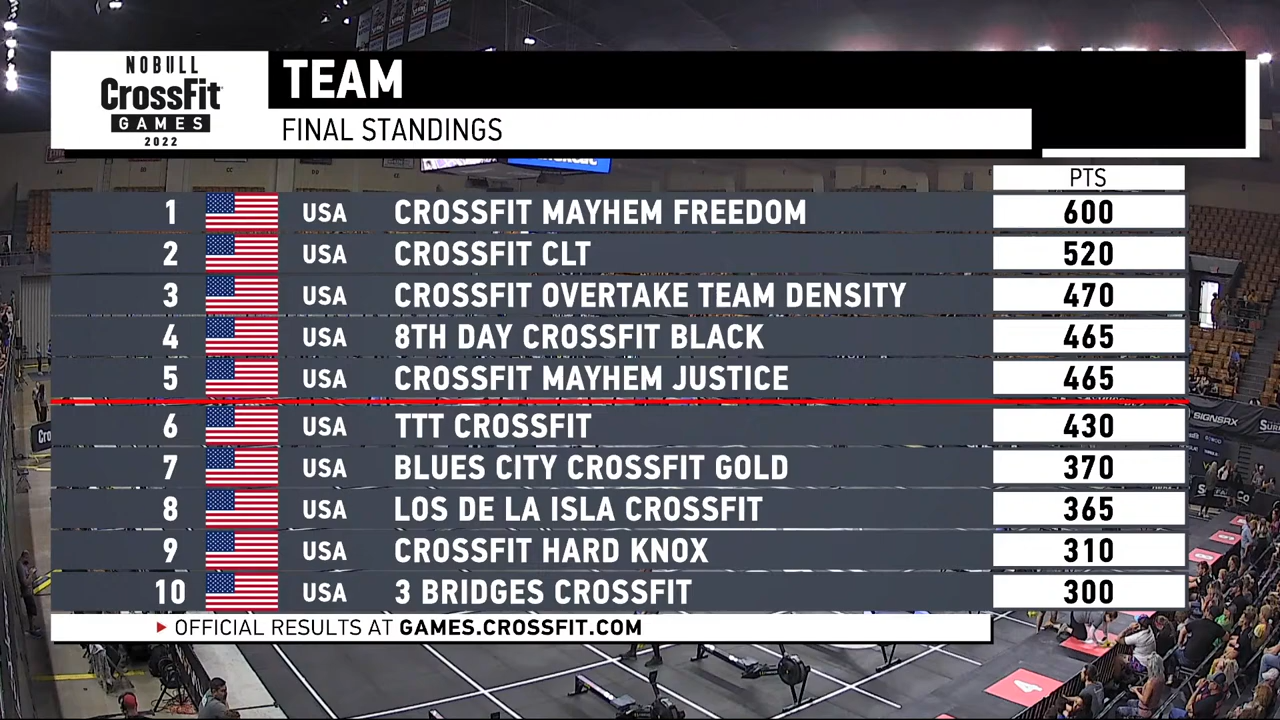 NOBULL
CrossFit
GAMES
2022
TEAM
FINAL STANDINGS
PTS
1 USA CROSSFIT MAYHEM FREEDOM 600
2 USA CROSSFIT CLT 520
3 USA CROSSFIT OVERTAKE TEAM DENSITY 470
4 USA 8TH DAY CROSSFIT BLACK 465
5 USA CROSSFIT MAYHEM JUSTICE 465
6 USA TTT CROSSFIT 430
7 USA BLUES CITY CROSSFIT GOLD 370
8 USA LOS DE LA ISLA CROSSFIT 365
9 USA CROSSFIT HARD KNOX 310
10 USA 3 BRIDGES CROSSFIT 300
OFFICIAL RESULTS AT GAMES.CROSSFIT.COM
SIGNSRX
4